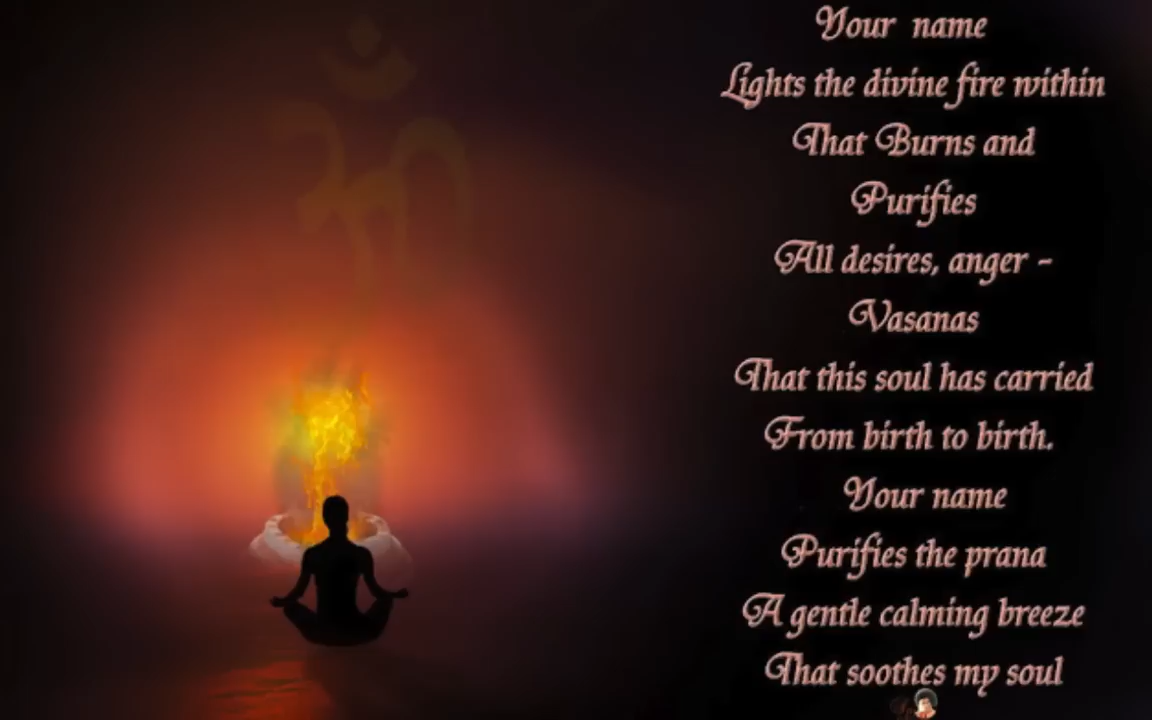 Your name
Lights the divine fire within
That Burns and
Purifies
All desires, anger -
Vasanas
That this soul has carried
From birth to birth.
Your name
Purifies the prana
A gentle calming breeze
That soothes my soul
ॐ